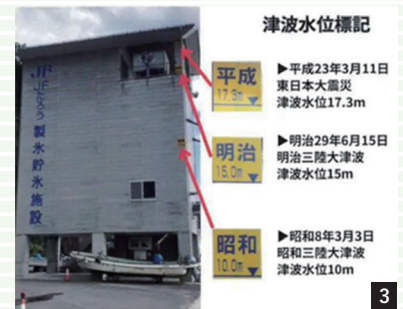 津波水位標記
JF
JFたろう製氷貯氷施設
平成
17.3m
▶平成23年3月11日
東日本大震災
津波水位17.3m
明治
15.0m
▶明治29年6月15日
明治三陸大津波
津波水位15m
昭和
10.0m
▶昭和8年3月3日
昭和三陸大津波
津波水位10m
3